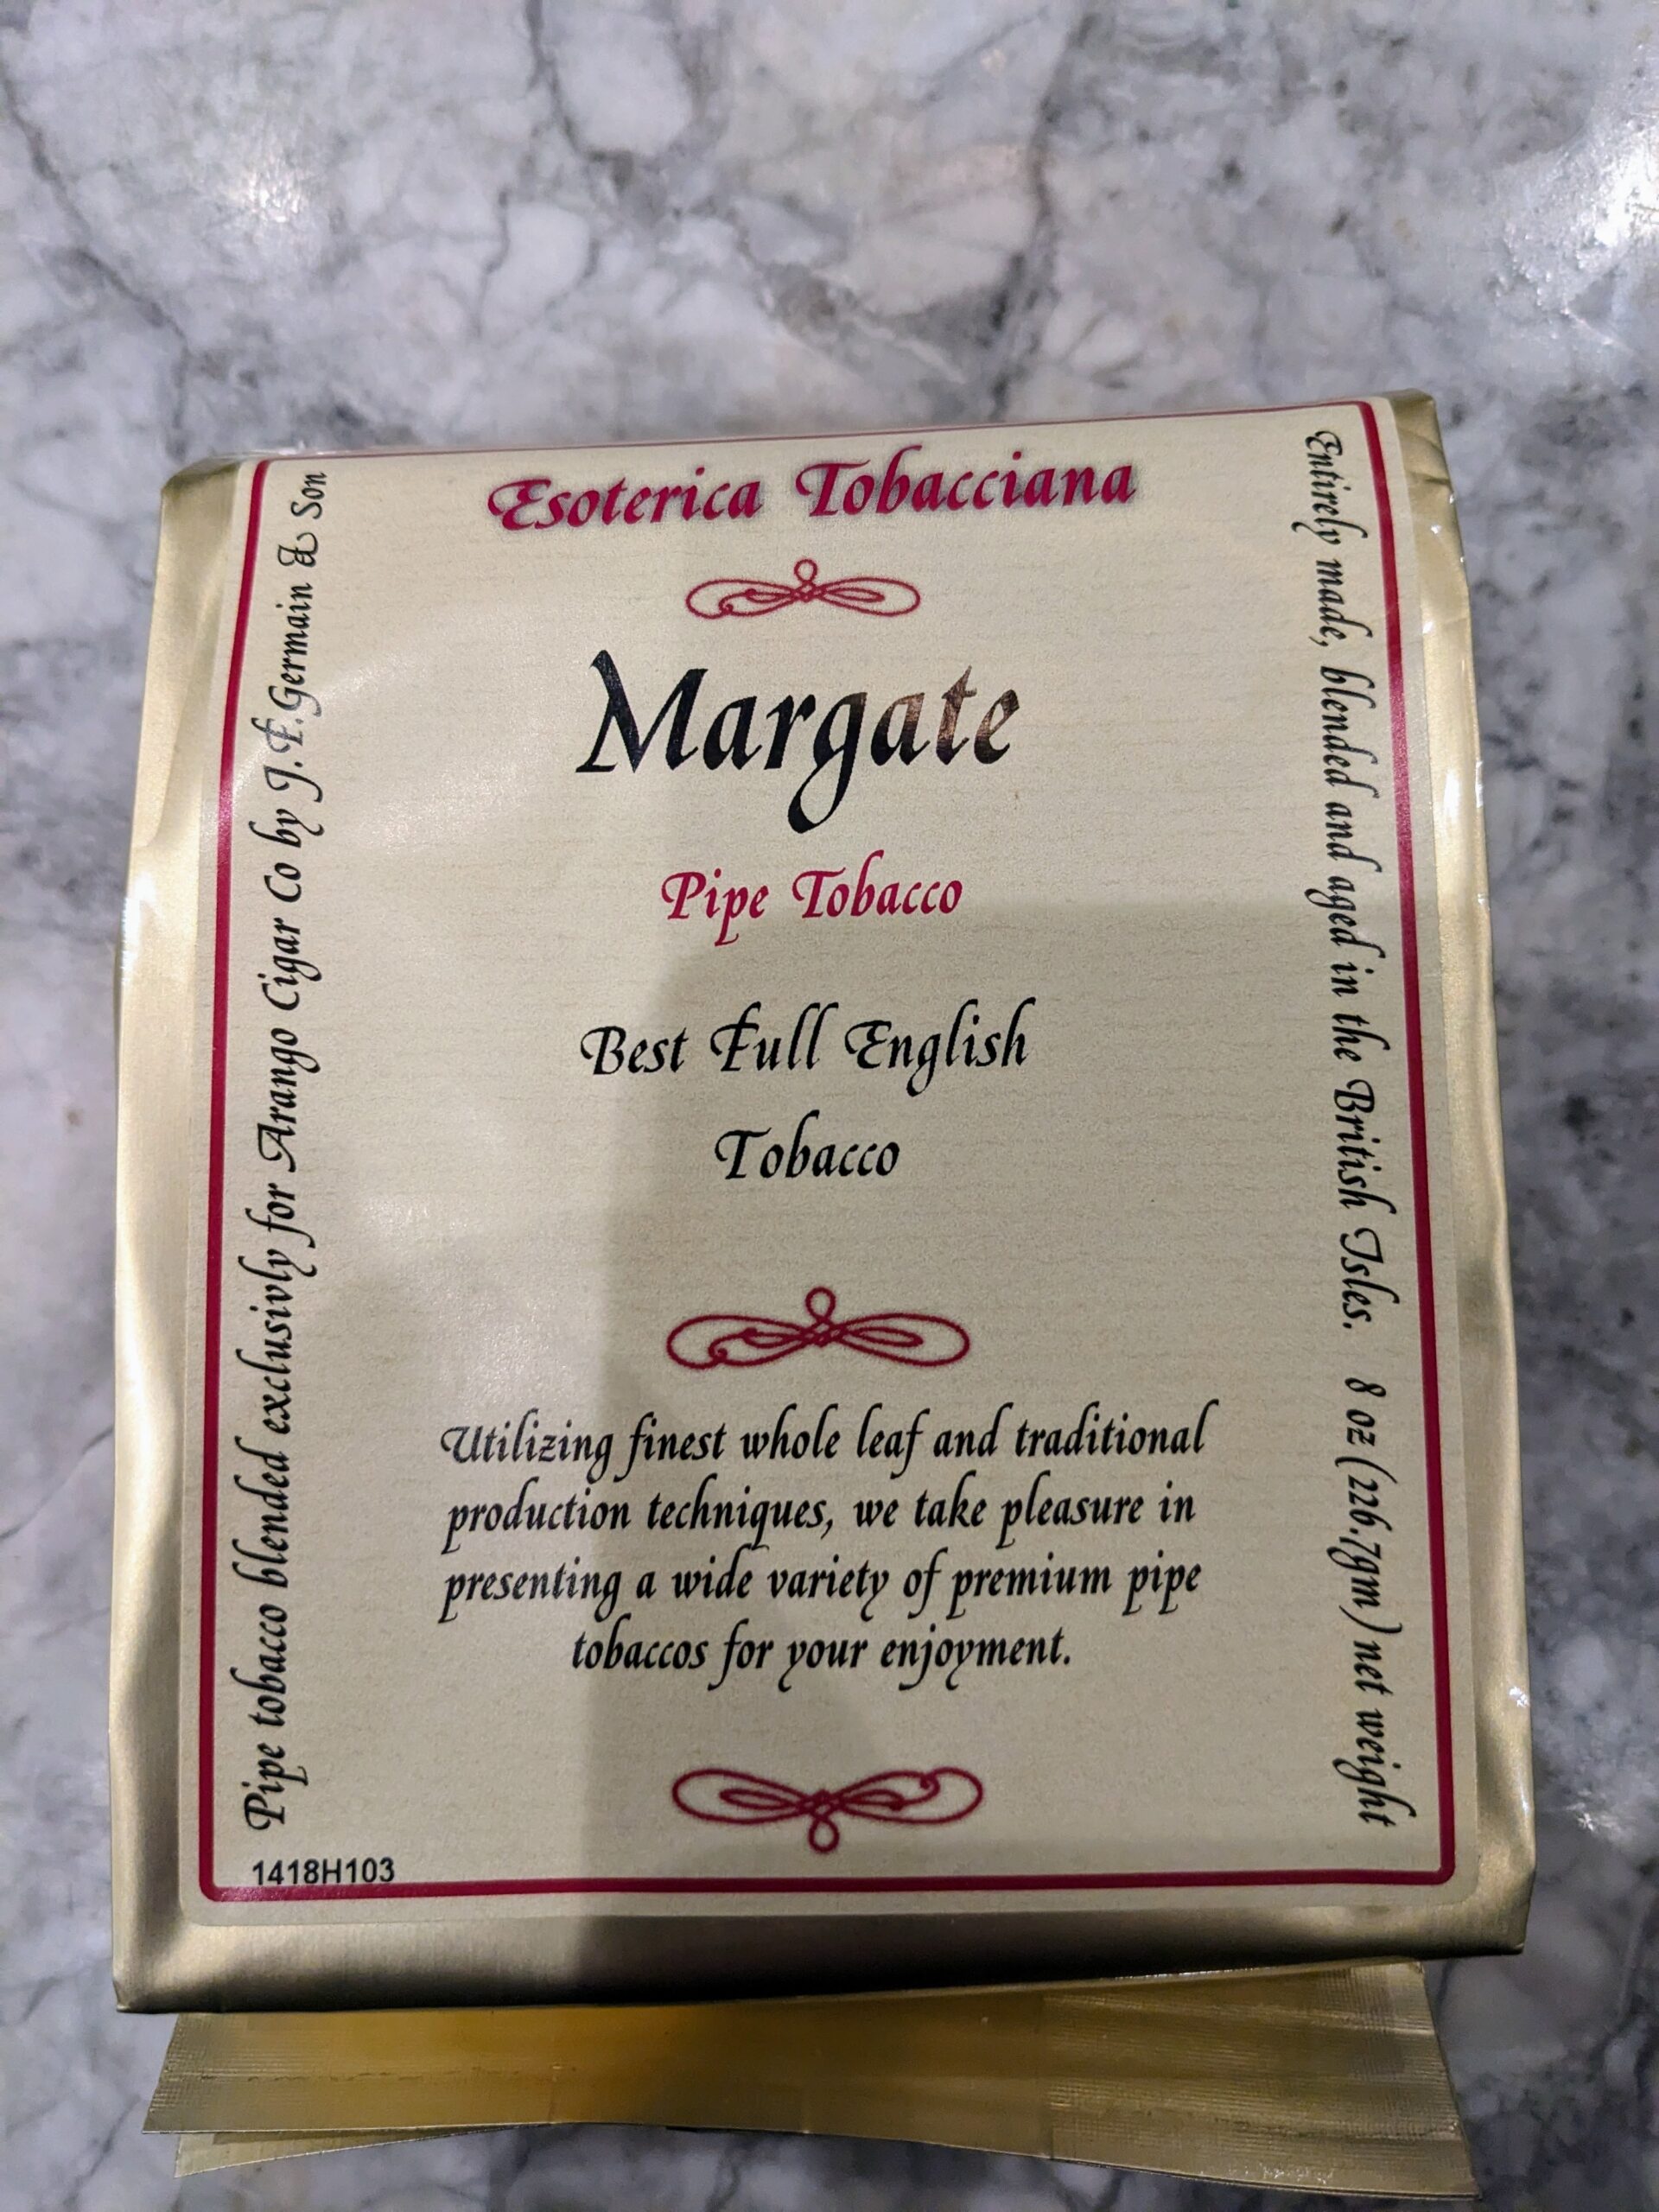 Esoterica Tobacciana
Margate
Pipe Tobacco
Best Full English
Tobacco
Utilizing finest whole leaf and traditional
production techniques, we take pleasure in
presenting a wide variety of premium pipe
tobaccos for your enjoyment.
Pipe tobacco blended exclusivly for Arango Cigar Co by J.F.Germain & Son
Entirely made, blended and aged in the British Isles. 8 oz (226.7gm) net weight
1418H103